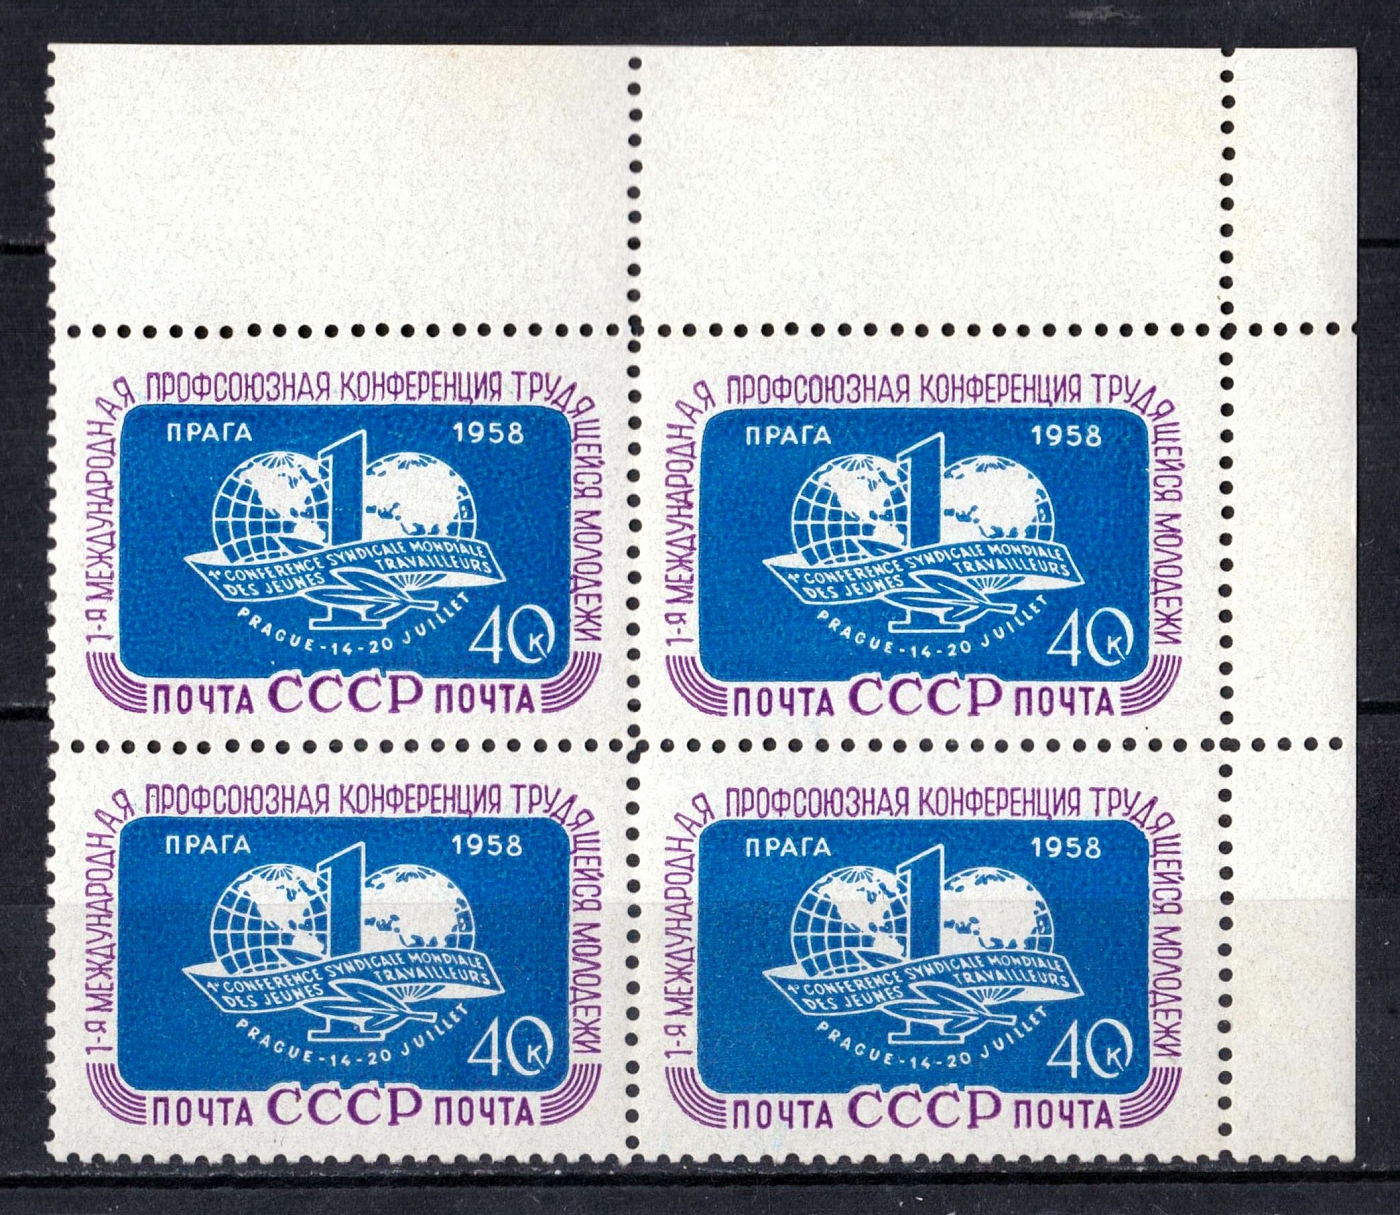 1-Я МЕЖДУНАРОДНАЯ ПРОФСОЮЗНАЯ КОНФЕРЕНЦИЯ ТРУДЯЩЕЙСЯ МОЛОДЕЖИ
ПРАГА 1958
1e CONFERENCE SYNDICALE MONDIALE
DES JEUNES TRAVAILLEURS
PRAGUE-14-20 JUILLET
40К
ПОЧТА СССР ПОЧТА
1-Я МЕЖДУНАРОДНАЯ ПРОФСОЮЗНАЯ КОНФЕРЕНЦИЯ ТРУДЯЩЕЙСЯ МОЛОДЕЖИ
ПРАГА 1958
1e CONFERENCE SYNDICALE MONDIALE
DES JEUNES TRAVAILLEURS
PRAGUE-14-20 JUILLET
40К
ПОЧТА СССР ПОЧТА
1-Я МЕЖДУНАРОДНАЯ ПРОФСОЮЗНАЯ КОНФЕРЕНЦИЯ ТРУДЯЩЕЙСЯ МОЛОДЕЖИ
ПРАГА 1958
1e CONFERENCE SYNDICALE MONDIALE
DES JEUNES TRAVAILLEURS
PRAGUE-14-20 JUILLET
40К
ПОЧТА СССР ПОЧТА
1-Я МЕЖДУНАРОДНАЯ ПРОФСОЮЗНАЯ КОНФЕРЕНЦИЯ ТРУДЯЩЕЙСЯ МОЛОДЕЖИ
ПРАГА 1958
1e CONFERENCE SYNDICALE MONDIALE
DES JEUNES TRAVAILLEURS
PRAGUE-14-20 JUILLET
40К
ПОЧТА СССР ПОЧТА